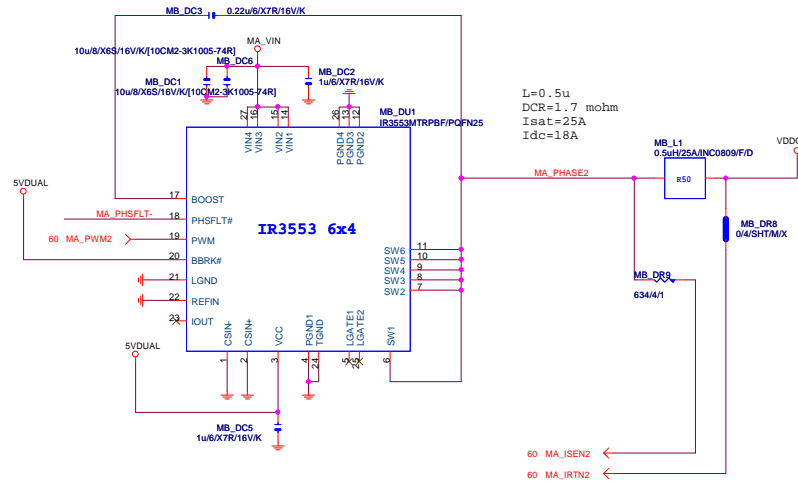 MB_DC3
0.22u/6/X7R/16V/K
MA_VIN
10u/8/X6S/16V/K/[10CM2-3K1005-74R]
MB_DC6
MB_DC1
10u/8/X6S/16V/K/[10CM2-3K1005-74R]
MB_DC2
1u/6/X7R/16V/K
L=0.5u
DCR=1.7 mohm
Isat=25A
Idc=18A
MB_DU1
IR3553MTRPBF/PQFN25
27 16 15 14
26 13 12
VIN4 VIN3 VIN2 VIN1
PGND4 PGND3 PGND2
MB_L1
0.5uH/25A/INC0809/F/D
R50
MA_PHASE2
5VDUAL
17 BOOST
MA_PHSFLT-
18 PHSFLT#
60 MA_PWM2
19 PWM
20 BBRK#
21 LGND
22 REFIN
23 IOUT
IR3553 6x4
SW6 11
SW5 10
SW4 9
SW3 8
SW2 7
MB_DR8
0/4/SHT/M/X
MB_DR9
634/4/1
CSIN- CSIN+ VCC PGND1 TGND LGATE1 LGATE2 SW1
1 2 3 4 24 5 25 6
5VDUAL
MB_DC5
1u/6/X7R/16V/K
60 MA_ISEN2
60 MA_IRTN2